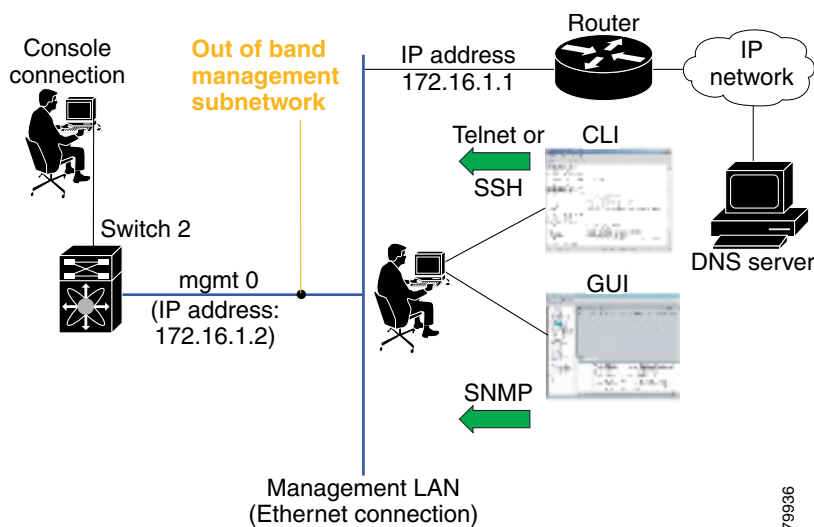 Console
connection
Out of band
management
subnetwork
Router
IP address
172.16.1.1
IP
network
Telnet or
SSH
CLI
Switch 2
DNS server
mgmt 0
(IP address:
172.16.1.2)
GUI
SNMP
Management LAN
(Ethernet connection)
79936